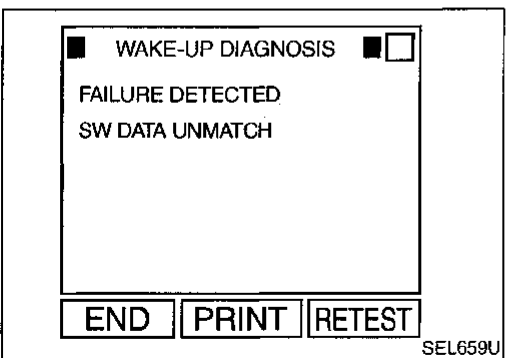 WAKE-UP DIAGNOSIS
FAILURE DETECTED
SW DATA UNMATCH
END PRINT RETEST
SEL659U